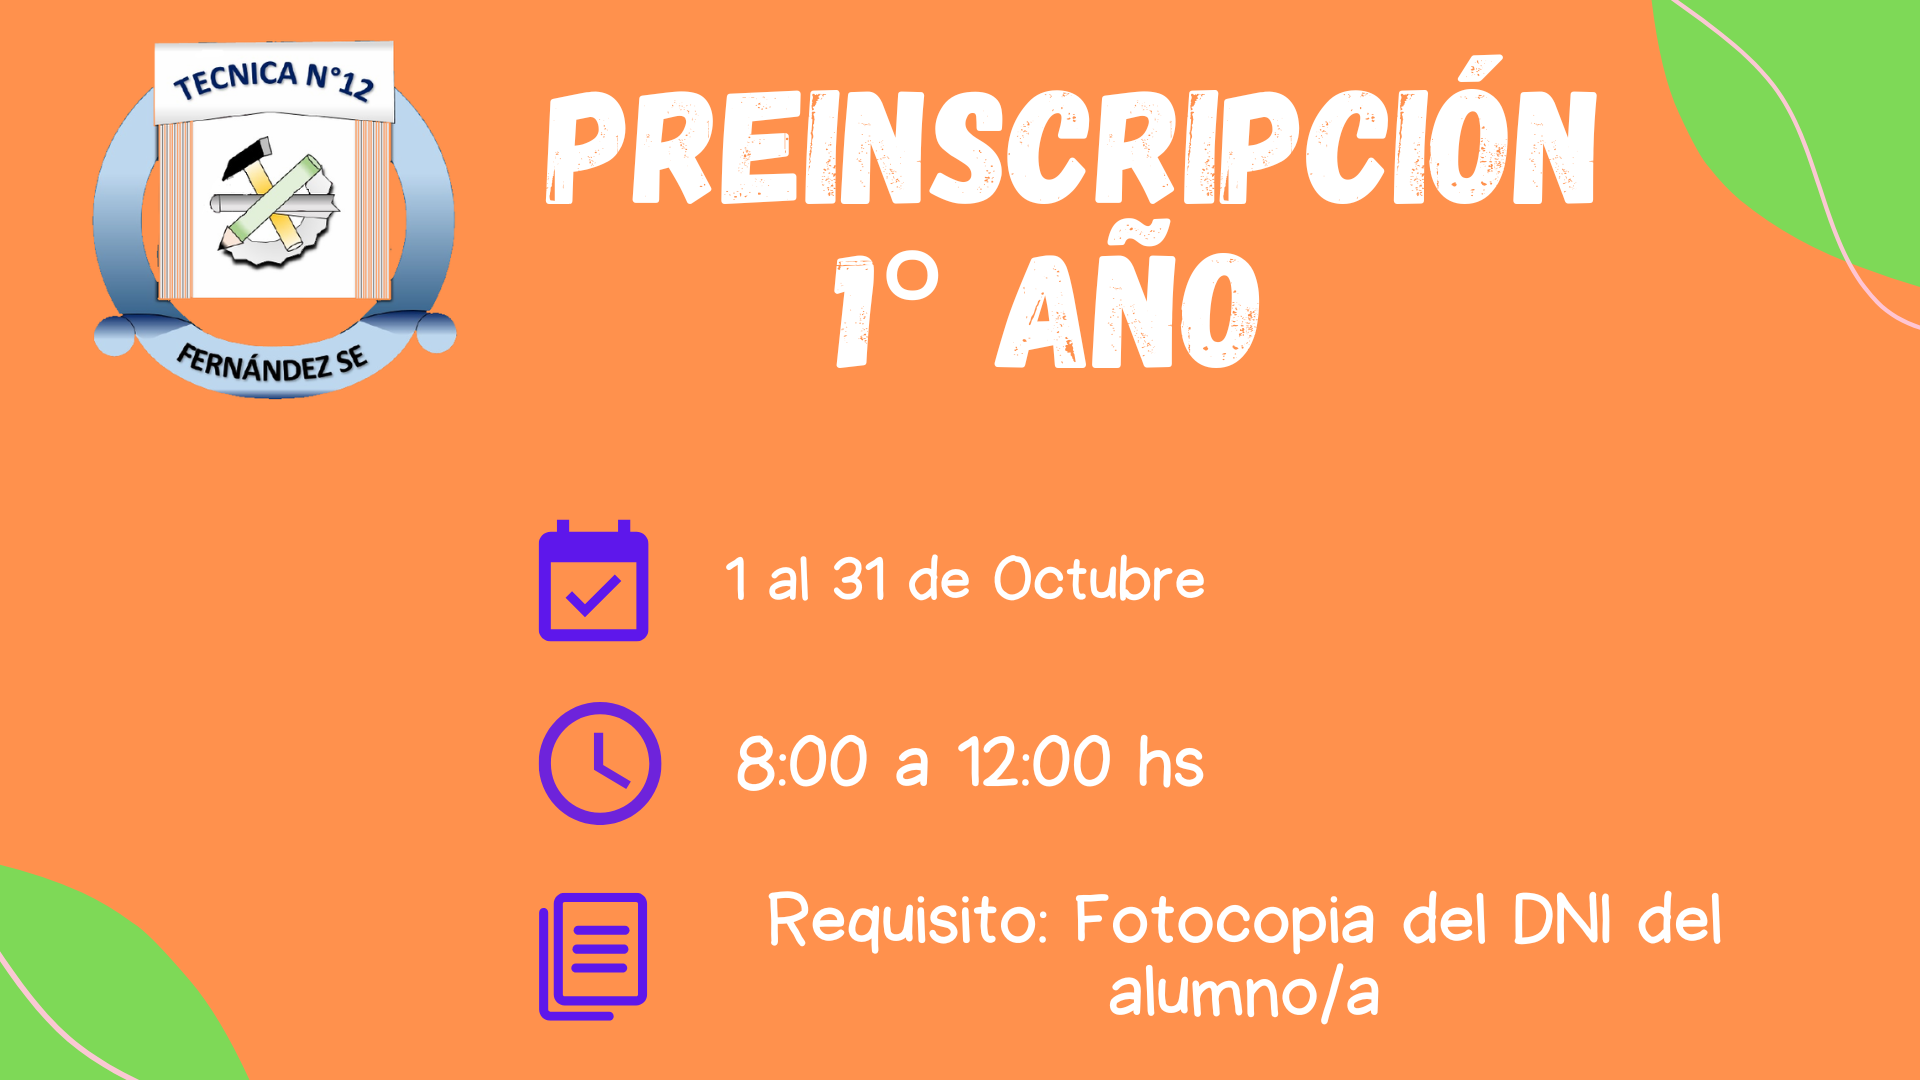 TECNICA N°12
FERNÁNDEZ SE
PREINSCRIPCIÓN
1° AÑO
1 al 31 de Octubre
8:00 a 12:00 hs
Requisito: Fotocopia del DNI del
alumno/a